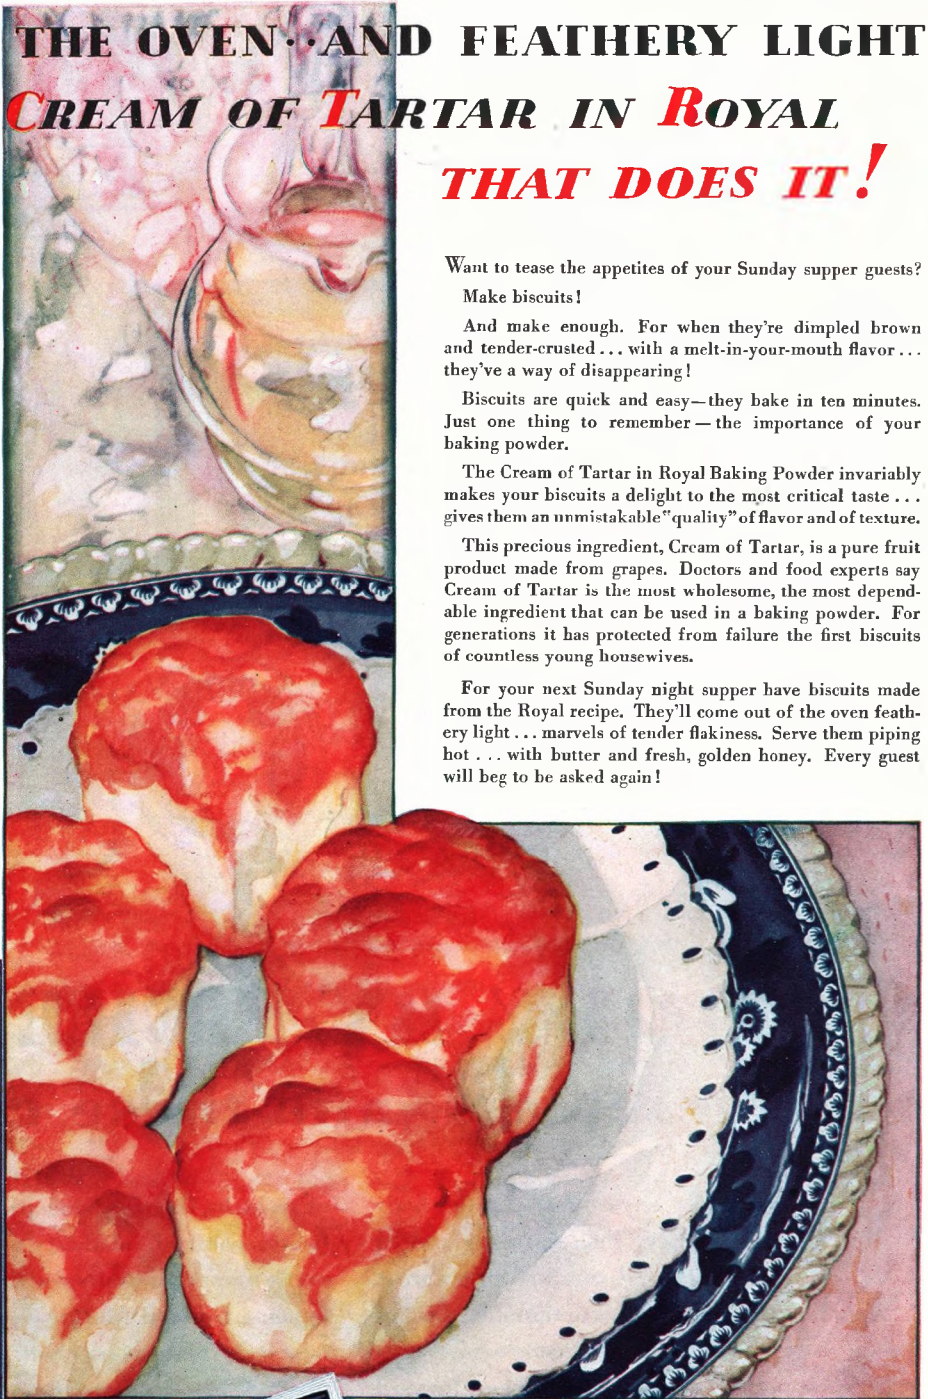 THE OVEN··AND FEATHERY LIGHT
CREAM OF TARTAR IN ROYAL
THAT DOES IT!
Want to tease the appetites of your Sunday supper guests?
Make biscuits!
And make enough. For when they're dimpled brown
and tender-crusted ... with a melt-in-your-mouth flavor ...
they've a way of disappearing!
Biscuits are quick and easy—they bake in ten minutes.
Just one thing to remember — the importance of your
baking powder.
The Cream of Tartar in Royal Baking Powder invariably
makes your biscuits a delight to the most critical taste ...
gives them an unmistakable "quality" of flavor and of texture.
This precious ingredient, Cream of Tartar, is a pure fruit
product made from grapes. Doctors and food experts say
Cream of Tartar is the most wholesome, the most depend-
able ingredient that can be used in a baking powder. For
generations it has protected from failure the first biscuits
of countless young housewives.
For your next Sunday night supper have biscuits made
from the Royal recipe. They'll come out of the oven feath-
ery light ... marvels of tender flakiness. Serve them piping
hot ... with butter and fresh, golden honey. Every guest
will beg to be asked again!